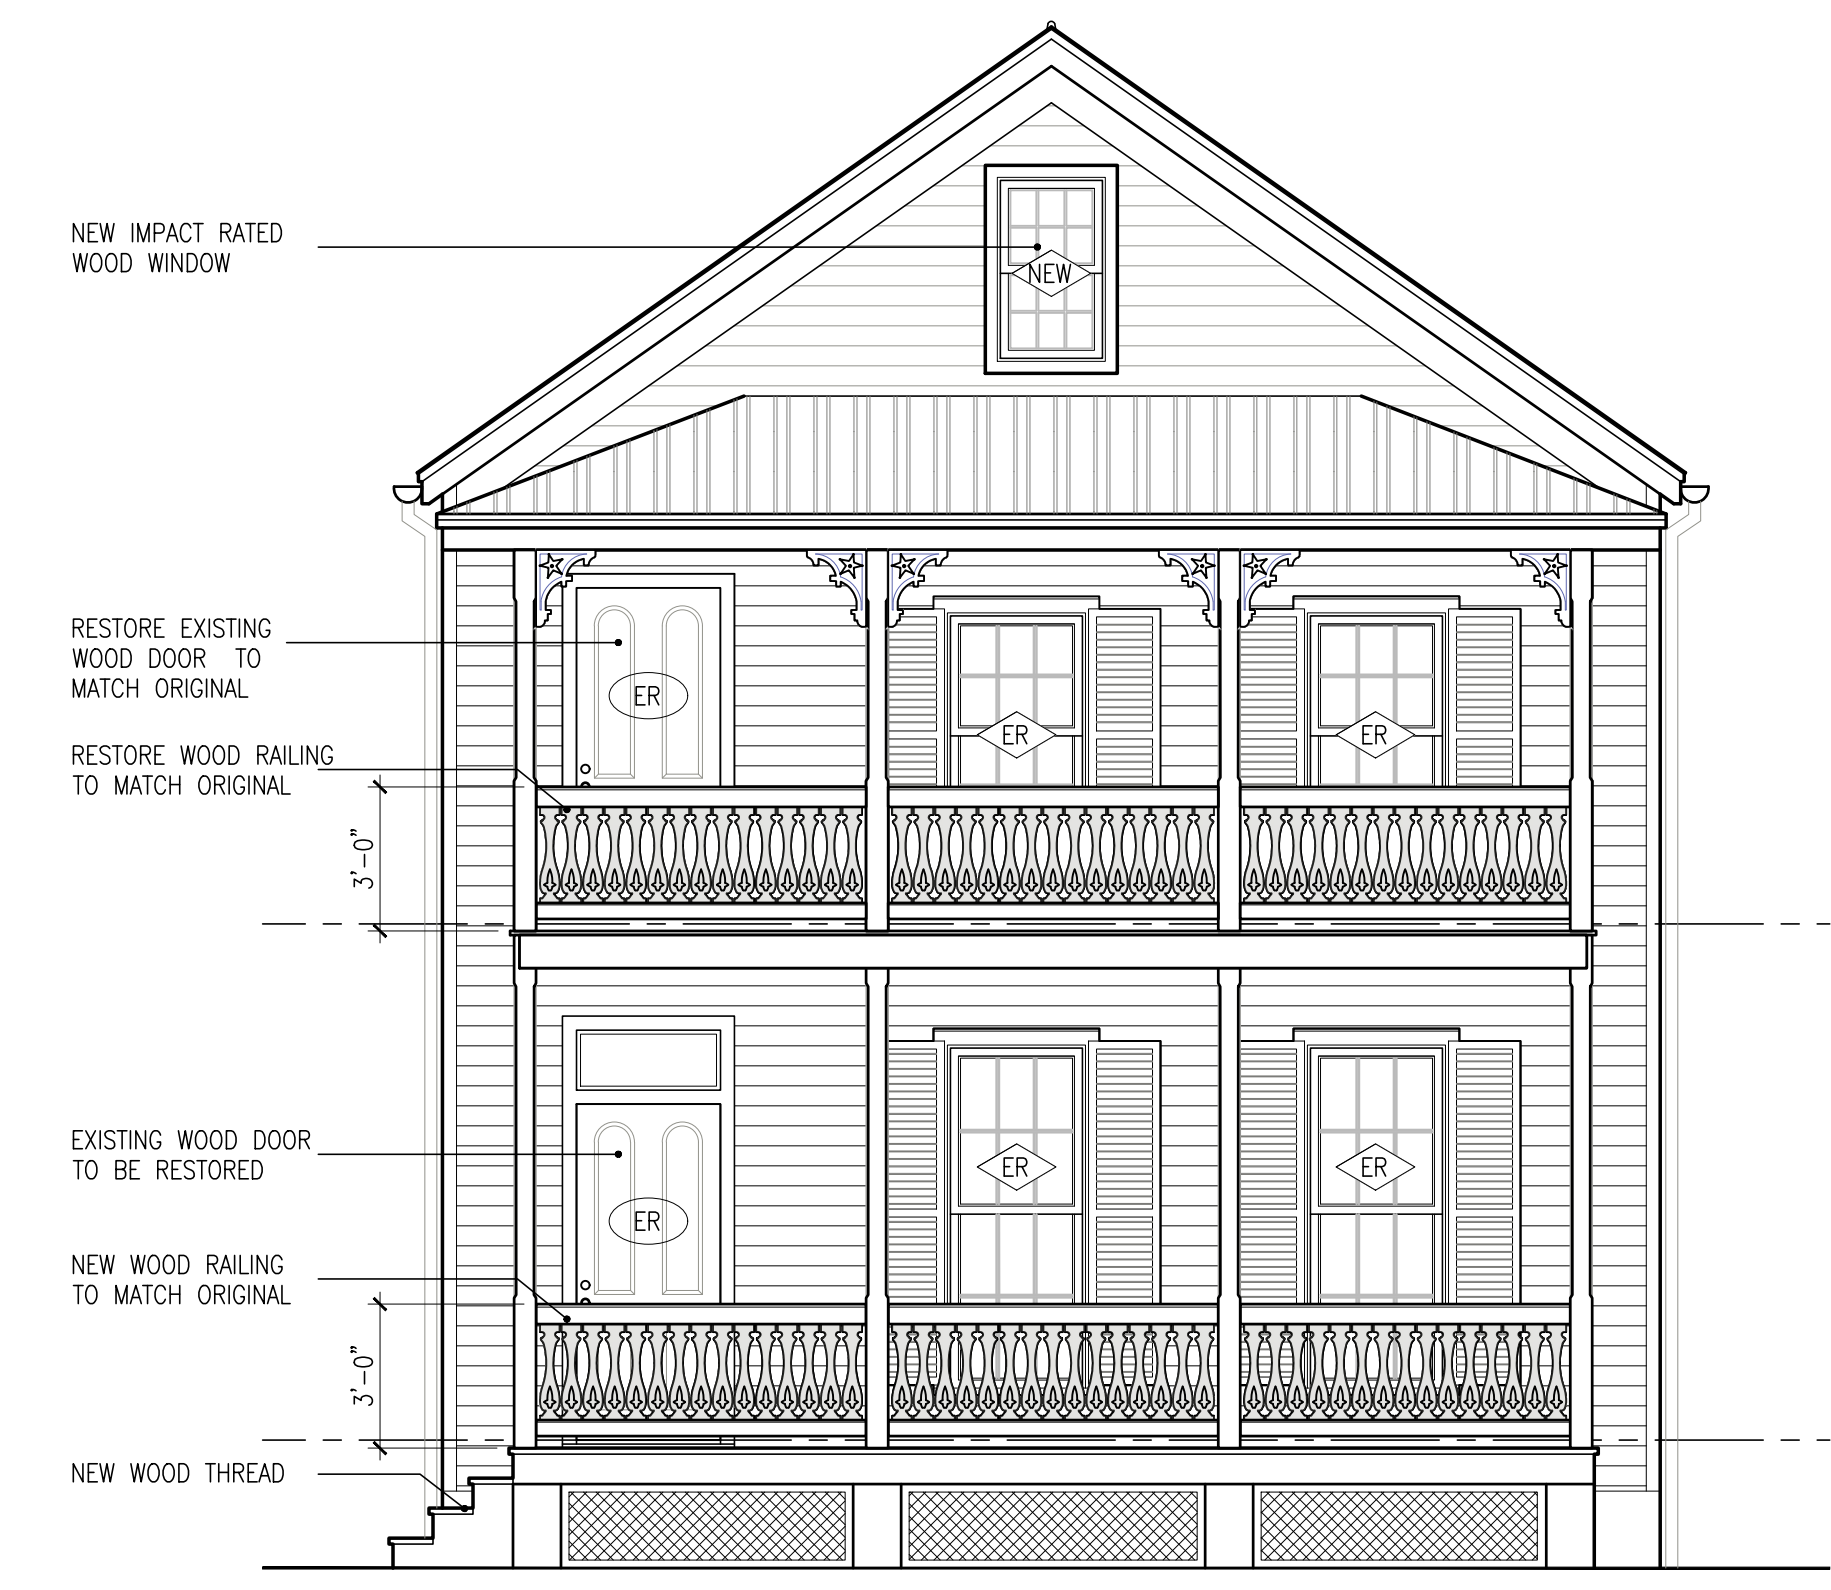 NEW IMPACT RATED
WOOD WINDOW
NEW
RESTORE EXISTING
WOOD DOOR TO
MATCH ORIGINAL
ER
ER
ER
RESTORE WOOD RAILING
TO MATCH ORIGINAL
3'-0"
EXISTING WOOD DOOR
TO BE RESTORED
ER
ER
ER
NEW WOOD RAILING
TO MATCH ORIGINAL
3'-0"
NEW WOOD THREAD